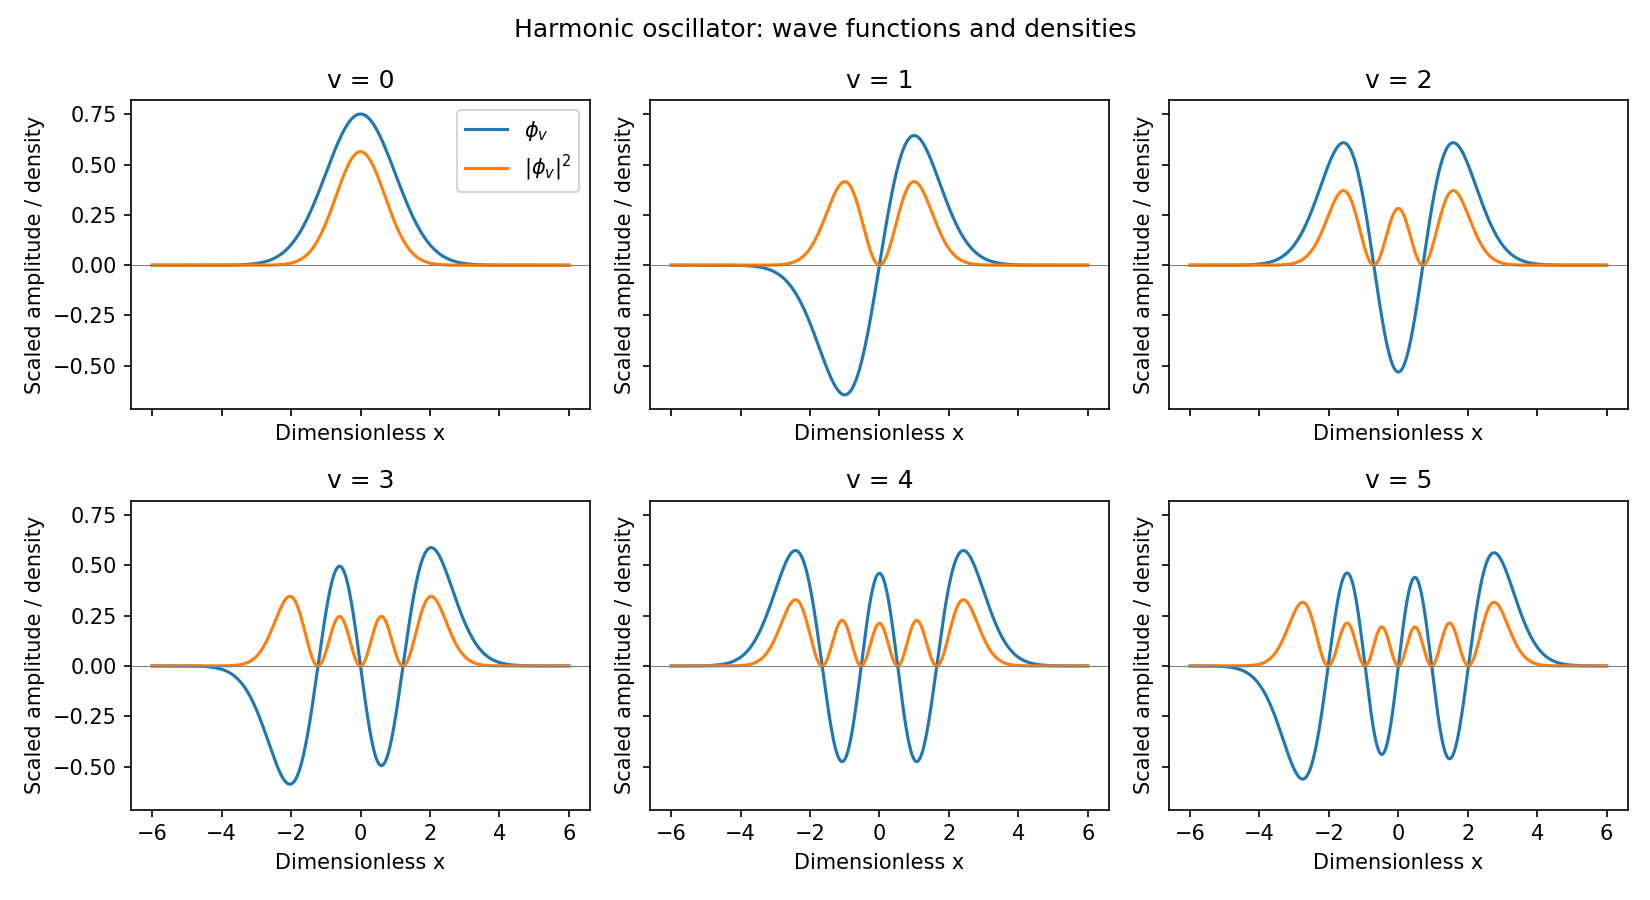 Harmonic oscillator: wave functions and densities
v = 0
v = 1
v = 2
Scaled amplitude / density
0.75
0.50
0.25
0.00
−0.25
−0.50
ϕᵥ
|ϕᵥ|²
Dimensionless x
Scaled amplitude / density
Dimensionless x
Scaled amplitude / density
Dimensionless x
v = 3
v = 4
v = 5
Scaled amplitude / density
0.75
0.50
0.25
0.00
−0.25
−0.50
−6 −4 −2 0 2 4 6
Dimensionless x
Scaled amplitude / density
−6 −4 −2 0 2 4 6
Dimensionless x
Scaled amplitude / density
−6 −4 −2 0 2 4 6
Dimensionless x